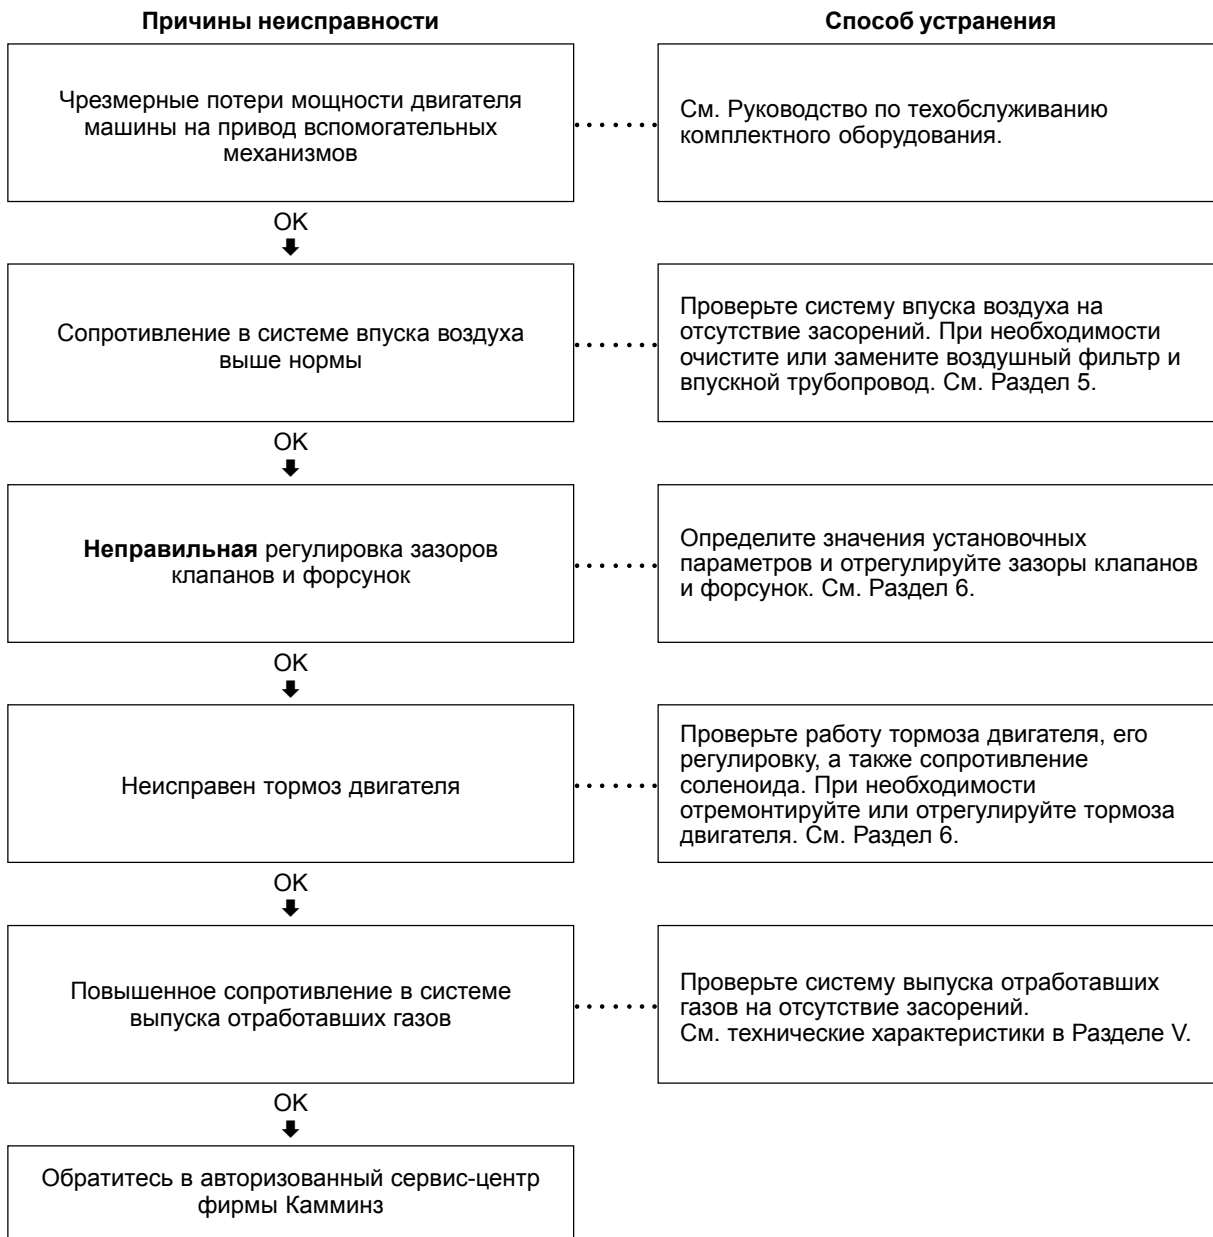 Причины неисправности
Способ устранения
Чрезмерные потери мощности двигателя
машины на привод вспомогательных
механизмов
См. Руководство по техобслуживанию
комплектного оборудования.
OK
Сопротивление в системе впуска воздуха
выше нормы
Проверьте систему впуска воздуха на
отсутствие засорений. При необходимости
очистите или замените воздушный фильтр и
впускной трубопровод. См. Раздел 5.
OK
Неправильная регулировка зазоров
клапанов и форсунок
Определите значения установочных
параметров и отрегулируйте зазоры клапанов
и форсунок. См. Раздел 6.
OK
Неисправен тормоз двигателя
Проверьте работу тормоза двигателя, его
регулировку, а также сопротивление
соленоида. При необходимости
отремонтируйте или отрегулируйте тормоза
двигателя. См. Раздел 6.
OK
Повышенное сопротивление в системе
выпуска отработавших газов
Проверьте систему выпуска отработавших
газов на отсутствие засорений.
См. технические характеристики в Разделе V.
OK
Обратитесь в авторизованный сервис-центр
фирмы Камминз